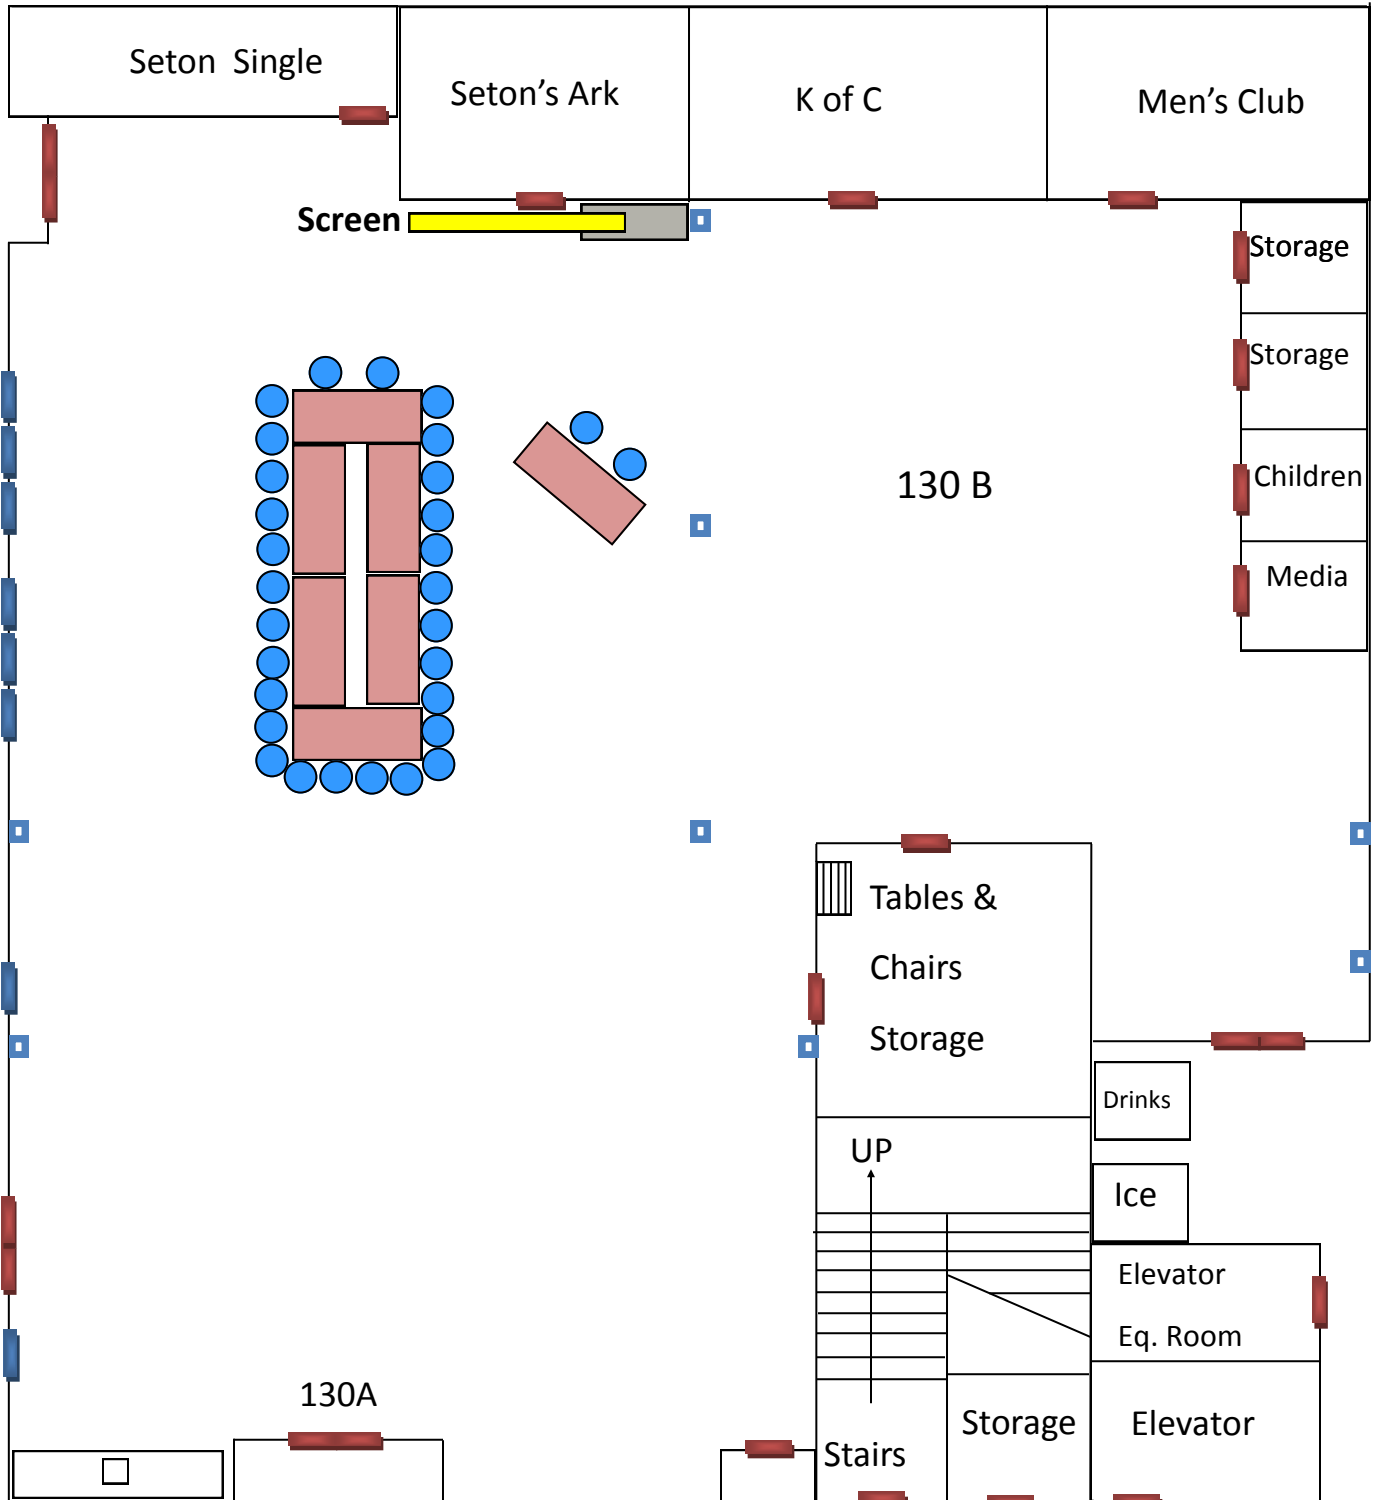 Seton  Single
Seton’s Ark
K of C
Men’s Club
Screen
Storage
Storage
130 B
Children
Media
Tables &
Chairs
Storage
Drinks
UP
Ice
Elevator
Eq. Room
130A
Storage
Elevator
Stairs